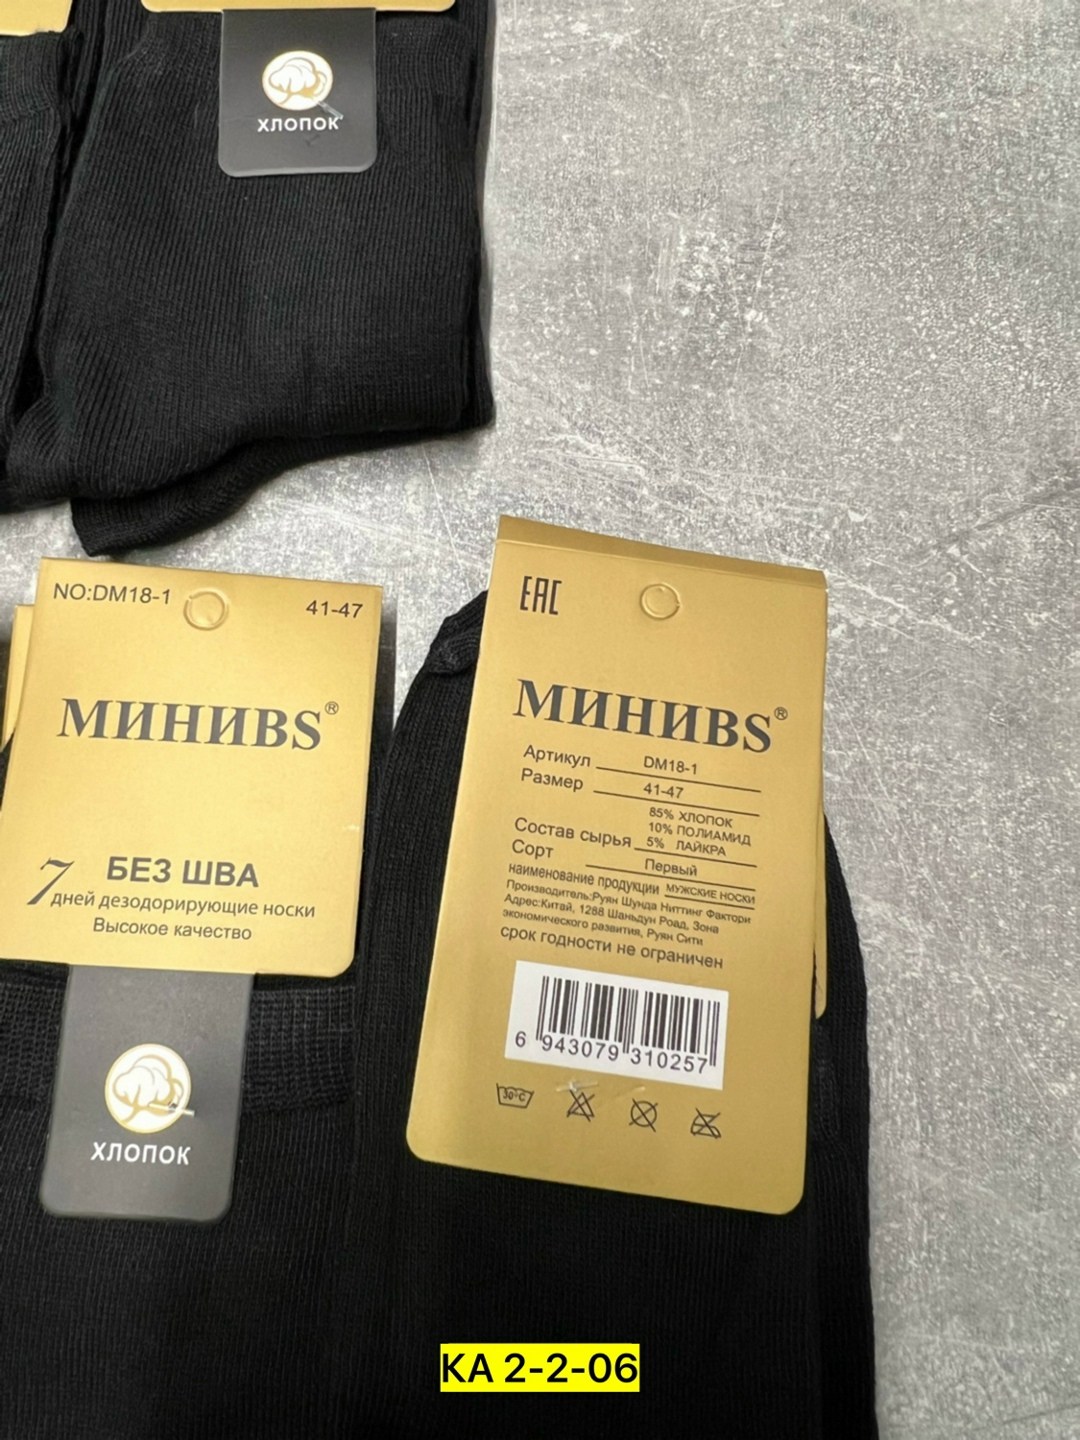 ХЛОПОК
NO:DM18-1
41-47
МИНИBS®
БЕЗ ШВА
7 дней дезодорирующие носки
Высокое качество
ХЛОПОК
EAC
МИНИBS®
Артикул DM18-1
Размер 41-47
85% ХЛОПОК
10% ПОЛИАМИД
Состав сырья 5% ЛАЙКРА
Сорт Первый
наименование продукции МУЖСКИЕ НОСКИ
Производитель:Руян Шунда Ниттинг Фактори
Адрес:Китай, 1288 Шаньдун Роад, Зона
экономического развития, Руян Сити
срок годности не ограничен
6 943079 310257
30°C
KA 2-2-06